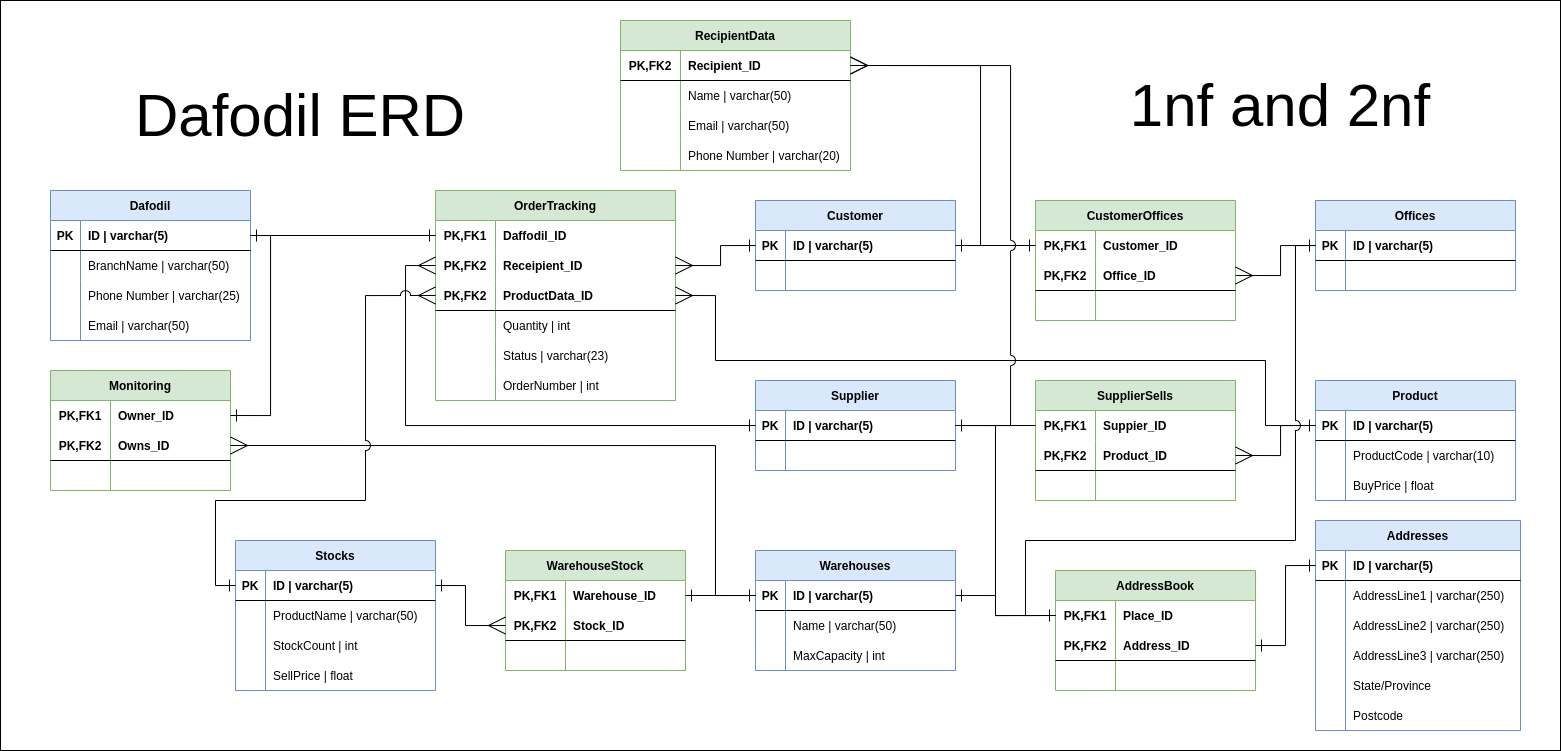 RecipientData
PK,FK2 Recipient_ID
Name | varchar(50)
Email | varchar(50)
Phone Number | varchar(20)
Dafodil ERD
1nf and 2nf
Dafodil
PK ID | varchar(5)
BranchName | varchar(50)
Phone Number | varchar(25)
Email | varchar(50)
OrderTracking
PK,FK1 Daffodil_ID
PK,FK2 Receipient_ID
PK,FK2 ProductData_ID
Quantity | int
Status | varchar(23)
OrderNumber | int
Customer
PK ID | varchar(5)
CustomerOffices
PK,FK1 Customer_ID
PK,FK2 Office_ID
Offices
PK ID | varchar(5)
Monitoring
PK,FK1 Owner_ID
PK,FK2 Owns_ID
Supplier
PK ID | varchar(5)
SupplierSells
PK,FK1 Suppier_ID
PK,FK2 Product_ID
Product
PK ID | varchar(5)
ProductCode | varchar(10)
BuyPrice | float
Stocks
PK ID | varchar(5)
ProductName | varchar(50)
StockCount | int
SellPrice | float
WarehouseStock
PK,FK1 Warehouse_ID
PK,FK2 Stock_ID
Warehouses
PK ID | varchar(5)
Name | varchar(50)
MaxCapacity | int
AddressBook
PK,FK1 Place_ID
PK,FK2 Address_ID
Addresses
PK ID | varchar(5)
AddressLine1 | varchar(250)
AddressLine2 | varchar(250)
AddressLine3 | varchar(250)
State/Province
Postcode